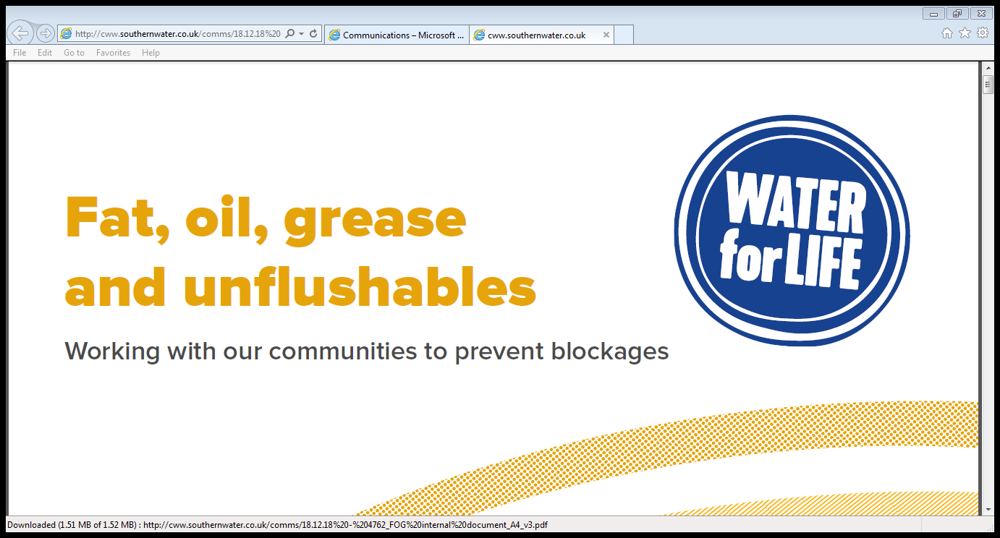 http://cww.southernwater.co.uk/comms/18.12.18%20
Communications – Microsoft ...
cww.southernwater.co.uk
File Edit Go to Favorites Help
WATER
for LIFE
Fat, oil, grease
and unflushables
Working with our communities to prevent blockages
Downloaded (1.51 MB of 1.52 MB) : http://cww.southernwater.co.uk/comms/18.12.18%20-%204762_FOG%20internal%20document_A4_v3.pdf